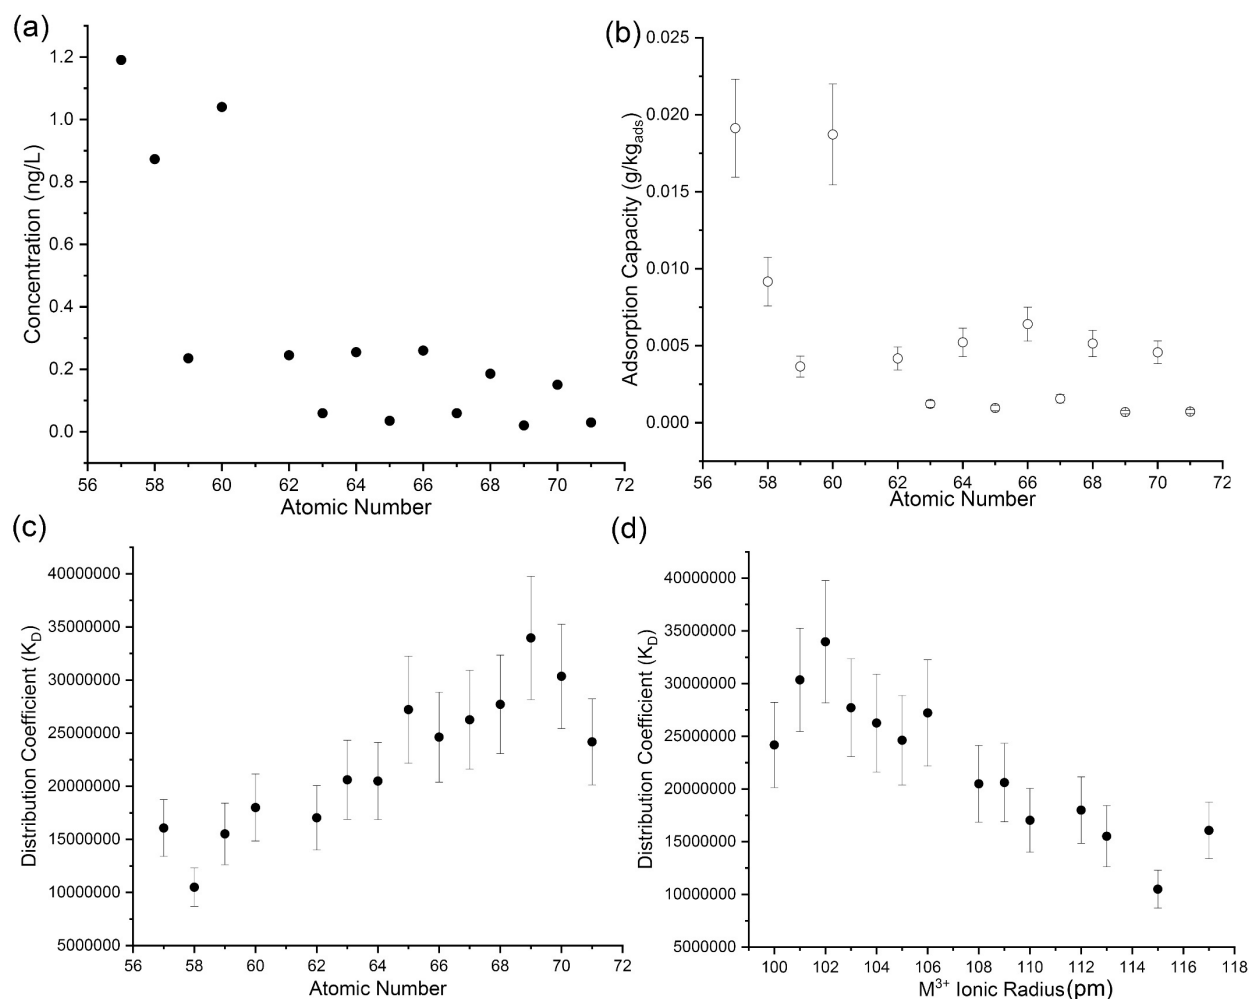 (a)
Concentration (ng/L)
1.2
1.0
0.8
0.6
0.4
0.2
0.0
56 58 60 62 64 66 68 70 72
Atomic Number
(b)
Adsorption Capacity (g/kgads)
0.025
0.020
0.015
0.010
0.005
0.000
56 58 60 62 64 66 68 70 72
Atomic Number
(c)
Distribution Coefficient (KD)
40000000
35000000
30000000
25000000
20000000
15000000
10000000
5000000
56 58 60 62 64 66 68 70 72
Atomic Number
(d)
Distribution Coefficient (KD)
40000000
35000000
30000000
25000000
20000000
15000000
10000000
5000000
100 102 104 106 108 110 112 114 116 118
M3+ Ionic Radius(pm)